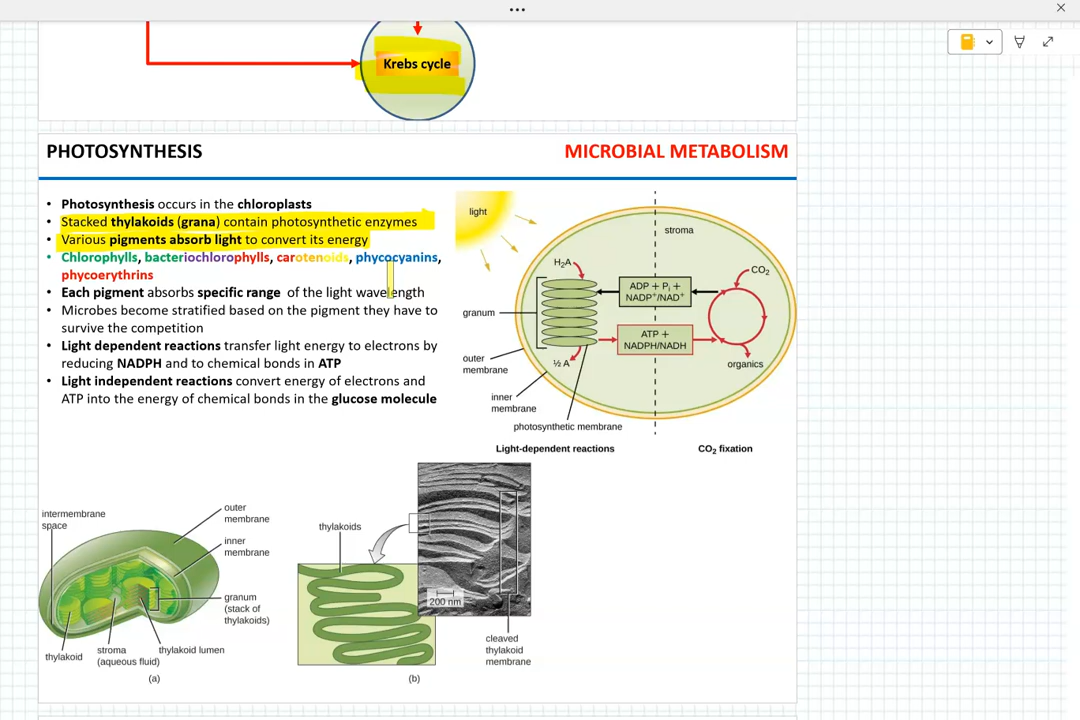 Krebs cycle
PHOTOSYNTHESIS
MICROBIAL METABOLISM
• Photosynthesis occurs in the chloroplasts
• Stacked thylakoids (grana) contain photosynthetic enzymes
• Various pigments absorb light to convert its energy
• Chlorophylls, bacteriochlorophylls, carotenoids, phycocyanins,
phycoerythrins
• Each pigment absorbs specific range of the light wavelength
• Microbes become stratified based on the pigment they have to
survive the competition
• Light dependent reactions transfer light energy to electrons by
reducing NADPH and to chemical bonds in ATP
• Light independent reactions convert energy of electrons and
ATP into the energy of chemical bonds in the glucose molecule
light
stroma
H₂A
CO₂
ADP + Pᵢ +
NADP⁺/NAD⁺
granum
ATP +
NADPH/NADH
½ A
organics
outer
membrane
inner
membrane
photosynthetic membrane
Light-dependent reactions
CO₂ fixation
intermembrane
space
outer
membrane
inner
membrane
granum
(stack of
thylakoids)
thylakoid
stroma
(aqueous fluid)
thylakoid lumen
(a)
thylakoids
200 nm
cleaved
thylakoid
membrane
(b)